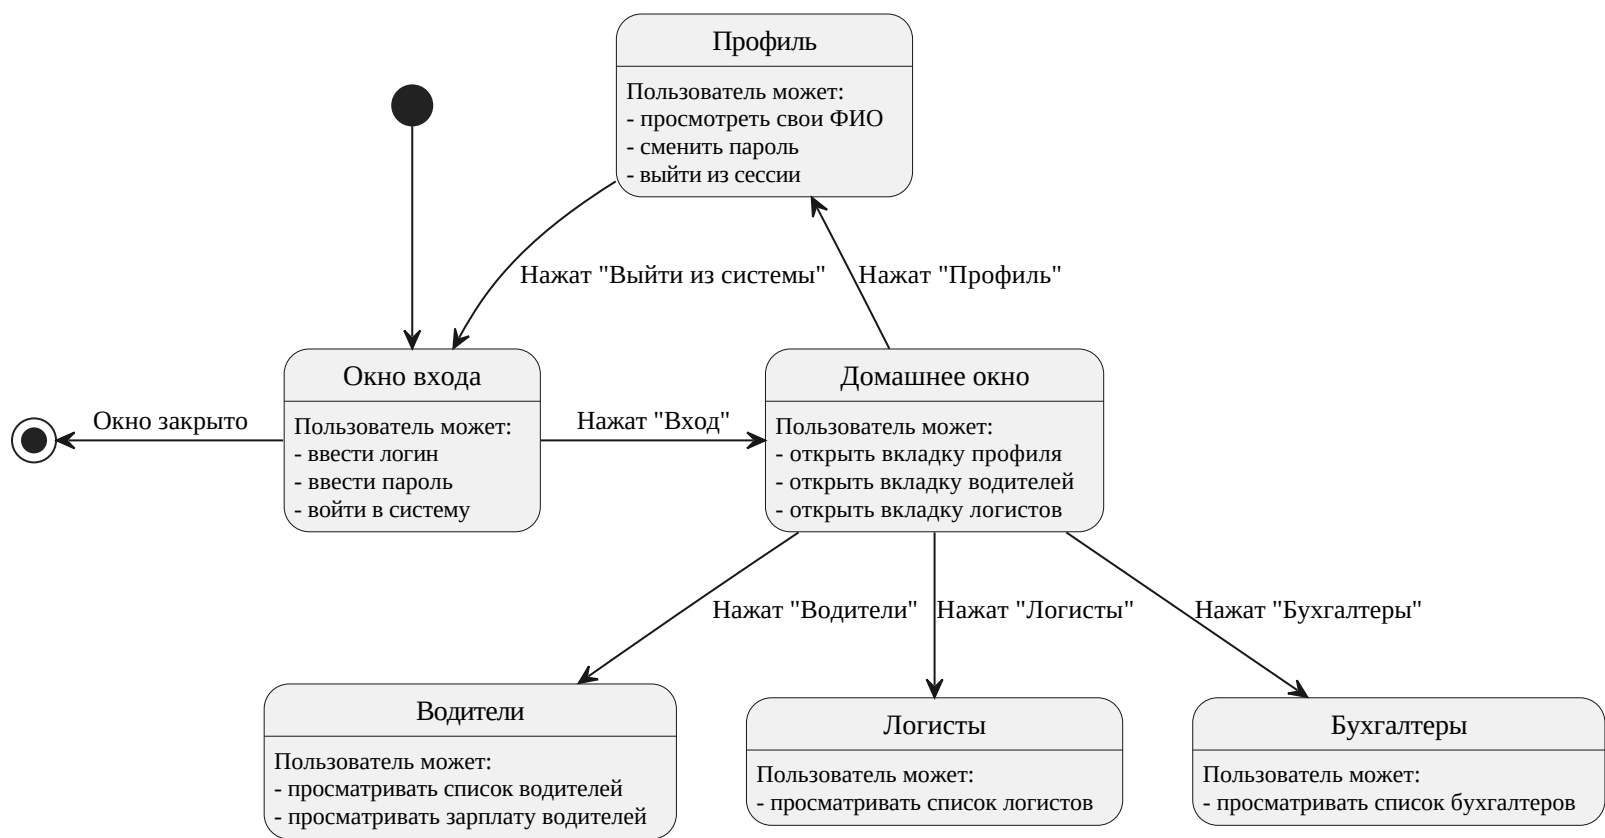 Профиль
Пользователь может:
- просмотреть свои ФИО
- сменить пароль
- выйти из сессии
Нажат "Выйти из системы"
Нажат "Профиль"
Окно входа
Пользователь может:
- ввести логин
- ввести пароль
- войти в систему
Окно закрыто
Нажат "Вход"
Домашнее окно
Пользователь может:
- открыть вкладку профиля
- открыть вкладку водителей
- открыть вкладку логистов
Нажат "Водители"
Нажат "Логисты"
Нажат "Бухгалтеры"
Водители
Пользователь может:
- просматривать список водителей
- просматривать зарплату водителей
Логисты
Пользователь может:
- просматривать список логистов
Бухгалтеры
Пользователь может:
- просматривать список бухгалтеров